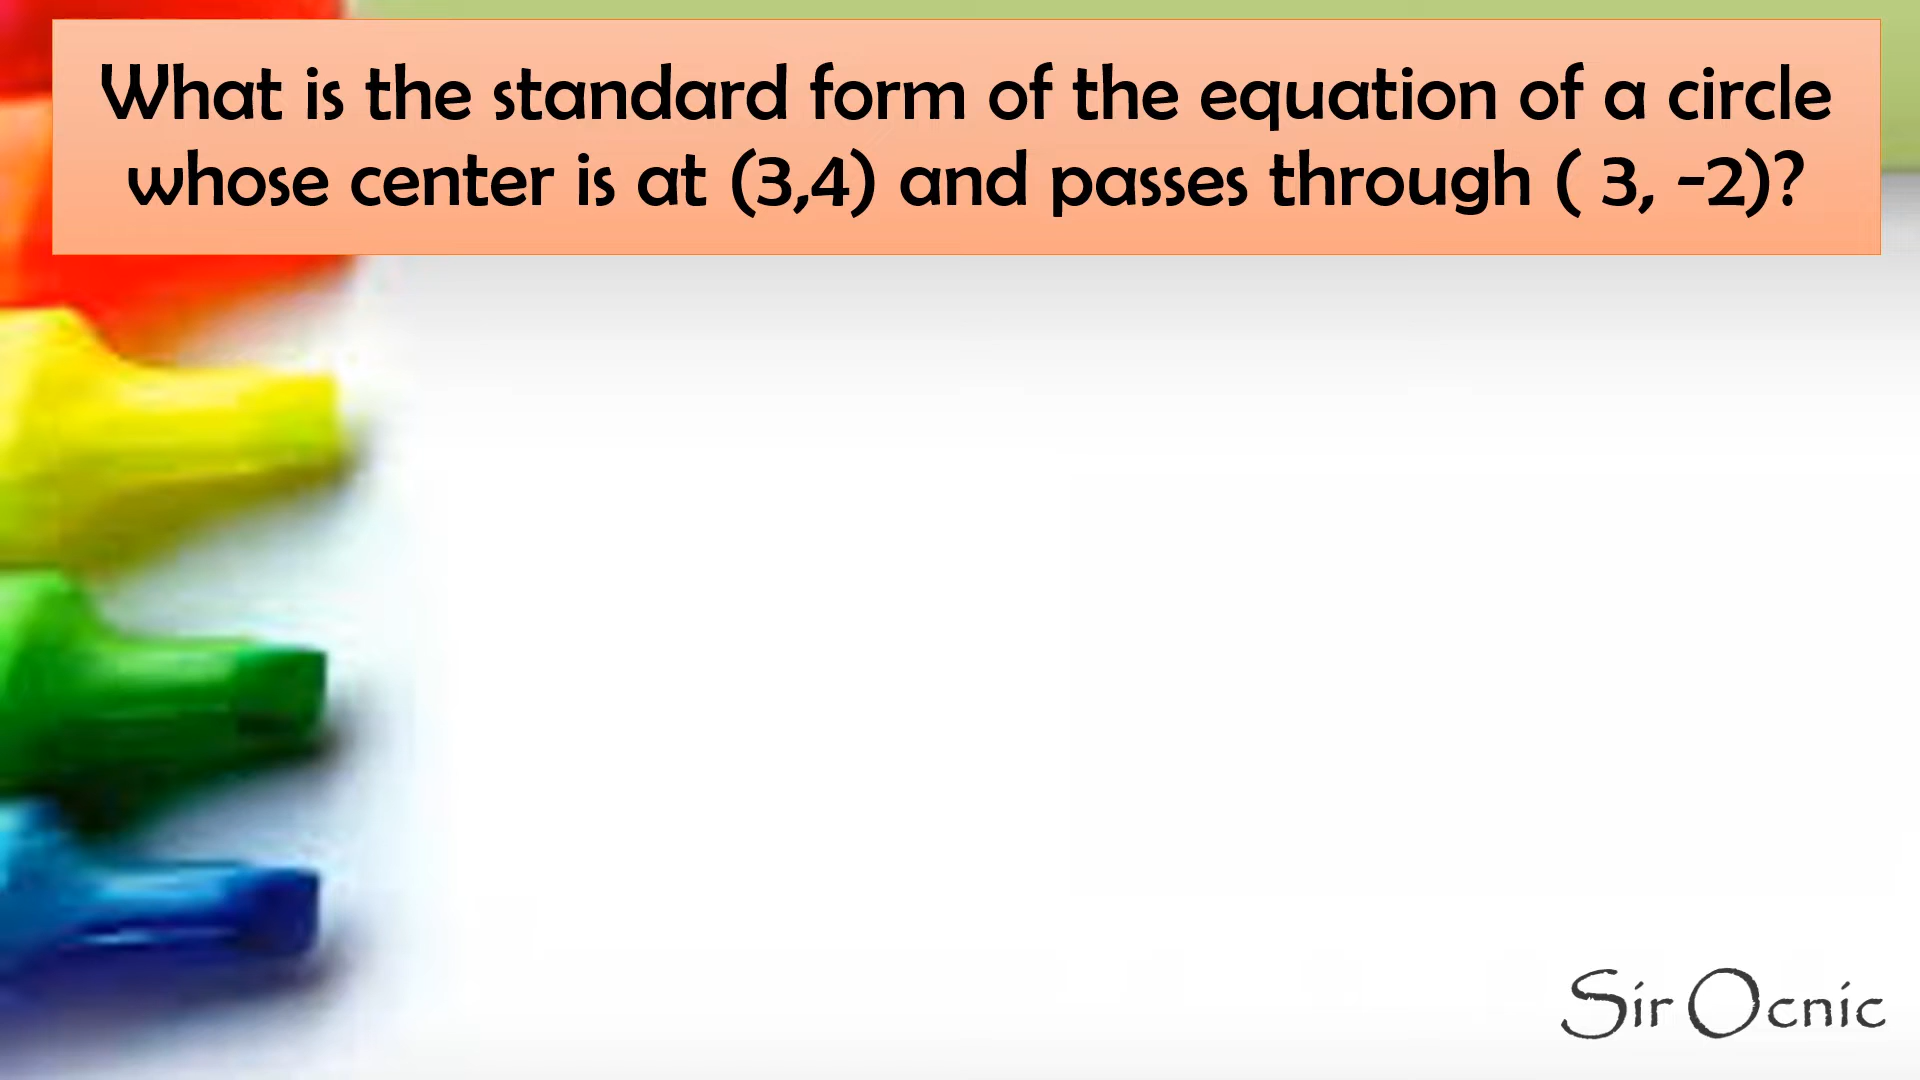 What is the standard form of the equation of a circle
whose center is at (3,4) and passes through ( 3, -2)?
Sir Ocnic